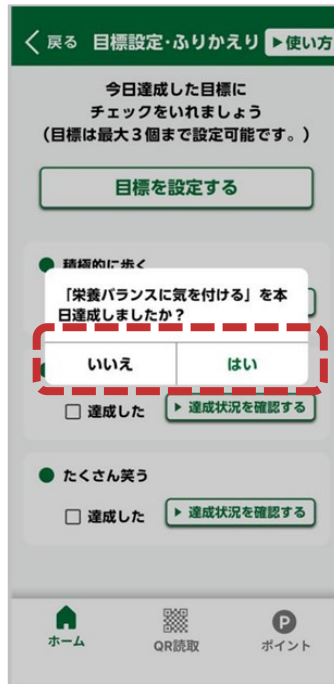 戻る 目標設定・ふりかえり ▶使い方
今日達成した目標に
チェックをいれましょう
(目標は最大3個まで設定可能です。)
目標を設定する
積極的に歩く
「栄養バランスに気を付ける」を本
日達成しましたか?
いいえ はい
達成した ▶ 達成状況を確認する
たくさん笑う
達成した ▶ 達成状況を確認する
P
ホーム QR読取 ポイント